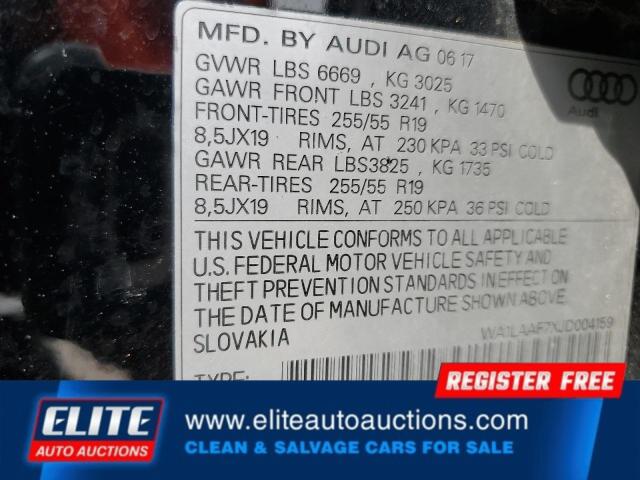 MFD. BY AUDI AG 06 17
GVWR LBS 6669 , KG 3025
GAWR FRONT LBS 3241 , KG 1470
FRONT-TIRES 255/55 R19
8,5JX19 RIMS, AT 230 KPA 33 PSI COLD
GAWR REAR LBS3825 , KG 1735
REAR-TIRES 255/55 R19
8,5JX19 RIMS, AT 250 KPA 36 PSI COLD
Audi
THIS VEHICLE CONFORMS TO ALL APPLICABLE
U.S. FEDERAL MOTOR VEHICLE SAFETY AND
THEFT PREVENTION STANDARDS IN EFFECT ON
THE DATE OF MANUFACTURE SHOWN ABOVE.
SLOVAKIA
WA1LAAF7XJD004159
TYPE:
REGISTER FREE
ELITE
AUTO AUCTIONS
www.eliteautoauctions.com
CLEAN & SALVAGE CARS FOR SALE